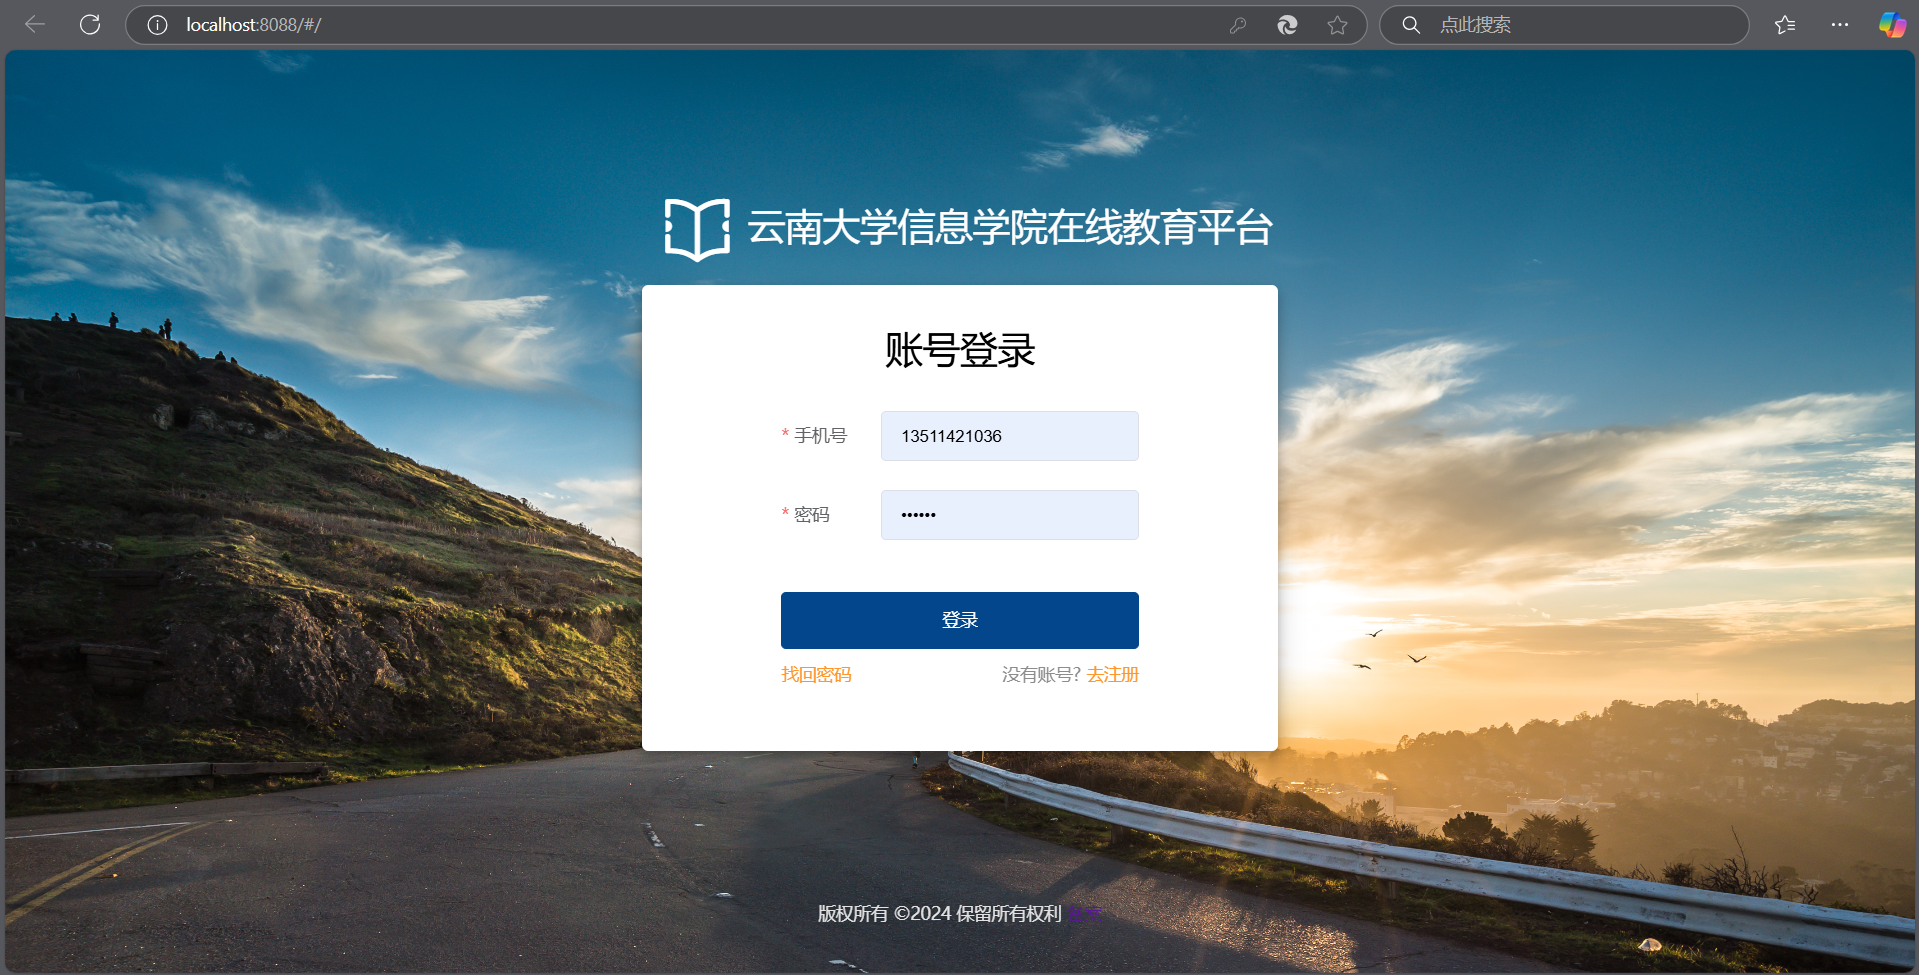 localhost:8088/#/
点此搜索
云南大学信息学院在线教育平台
账号登录
* 手机号 13511421036
* 密码 ••••••
登录
找回密码 没有账号? 去注册
版权所有 ©2024 保留所有权利